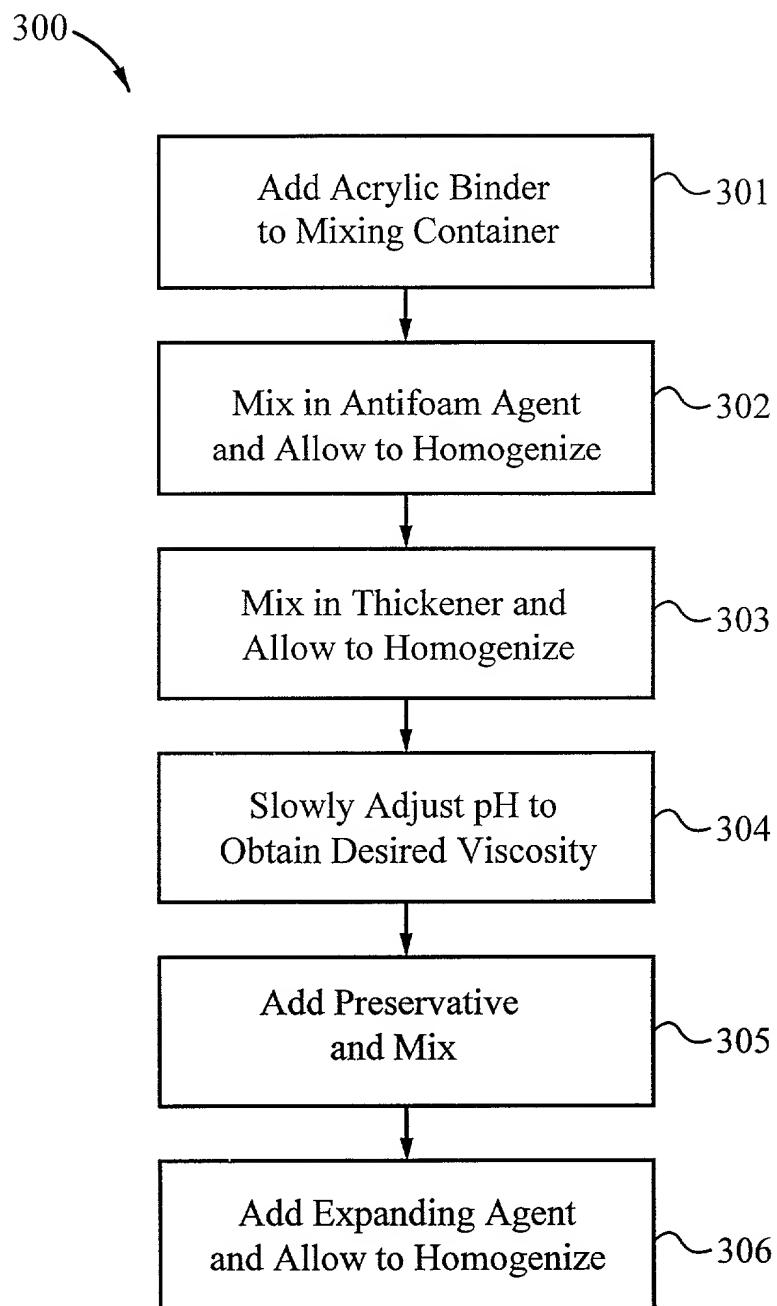 300
Add Acrylic Binder
to Mixing Container
301
Mix in Antifoam Agent
and Allow to Homogenize
302
Mix in Thickener and
Allow to Homogenize
303
Slowly Adjust pH to
Obtain Desired Viscosity
304
Add Preservative
and Mix
305
Add Expanding Agent
and Allow to Homogenize
306